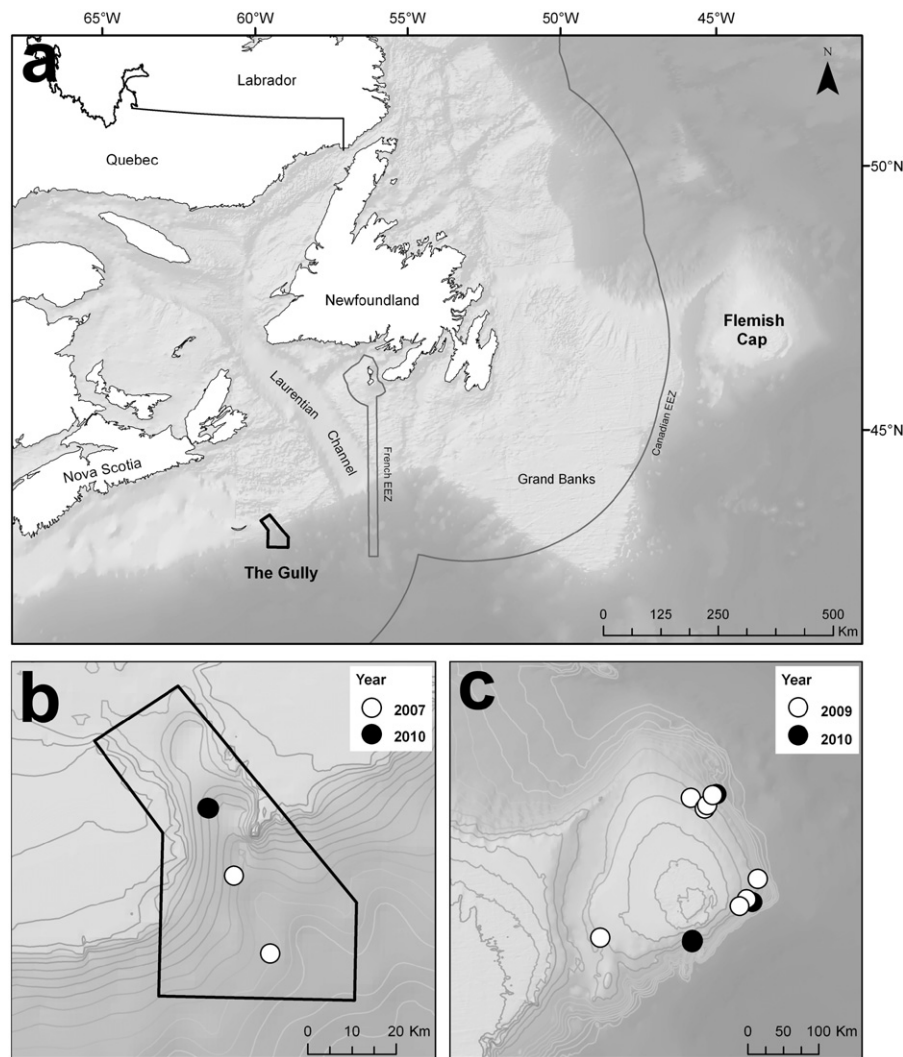 65°W 60°W 55°W 50°W 45°W
a
N
Labrador
Quebec
50°N
Newfoundland
Flemish
Cap
Laurentian
Channel
French EEZ
Canadian EEZ
45°N
Nova Scotia
Grand Banks
The Gully
0 125 250 500
Km
b
Year
2007
2010
0 10 20 Km
c
Year
2009
2010
0 50 100 Km